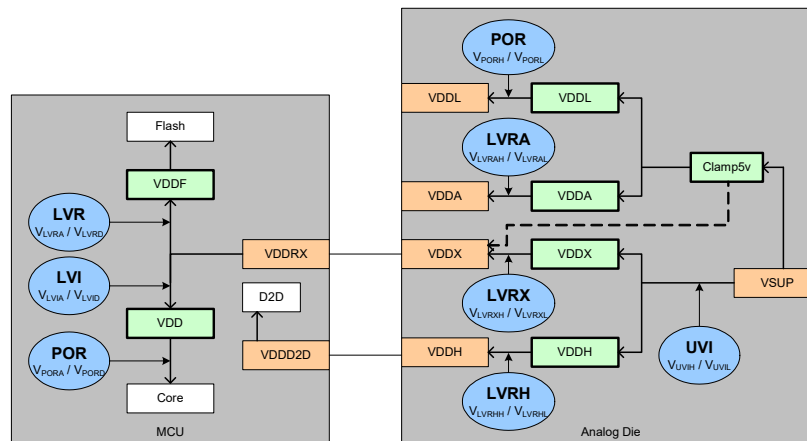 POR
VPORH / VPORL
VDDL
VDDL
Flash
LVRA
VLVRAH / VLVRAL
Clamp5v
VDDF
VDDA
VDDA
LVR
VLVRA / VLVRD
VDDRX
VDDX
VDDX
LVI
VLVIA / VLVID
D2D
LVRX
VLVRXH / VLVRXL
VSUP
VDD
POR
VPORA / VPORD
VDDD2D
VDDH
VDDH
UVI
VUVIH / VUVIL
Core
LVRH
VLVRHH / VLVRHL
MCU
Analog Die